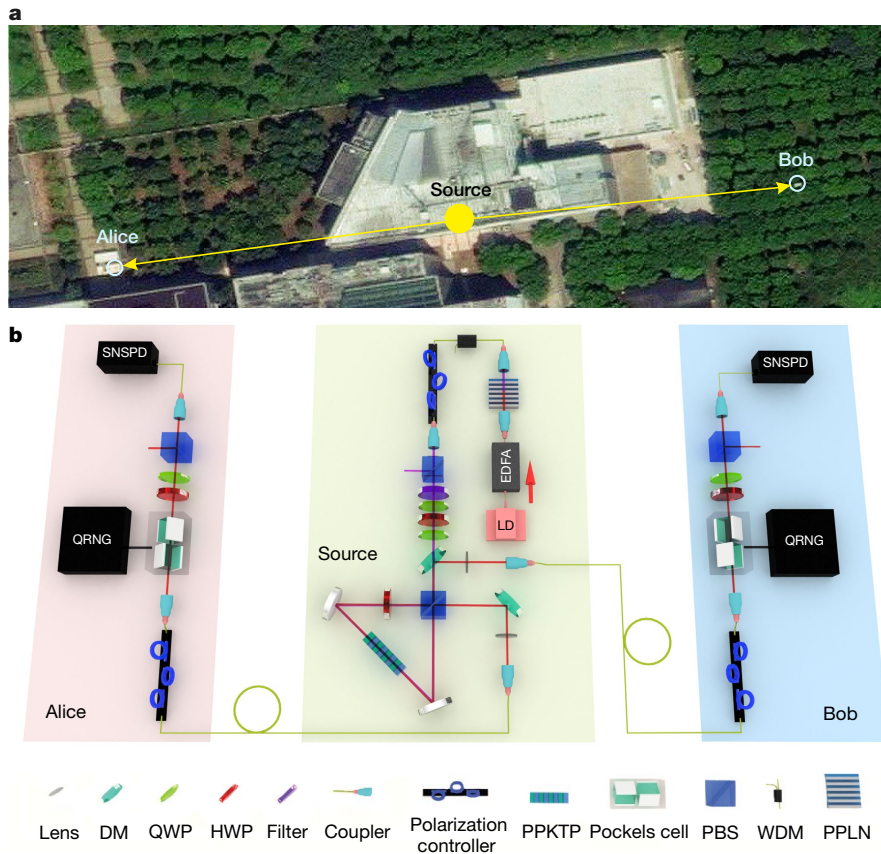 a
Source
Bob
Alice
b
SNSPD
SNSPD
EDFA
QRNG
LD
QRNG
Source
Alice
Bob
Lens DM QWP HWP Filter Coupler Polarization controller PPKTP Pockels cell PBS WDM PPLN